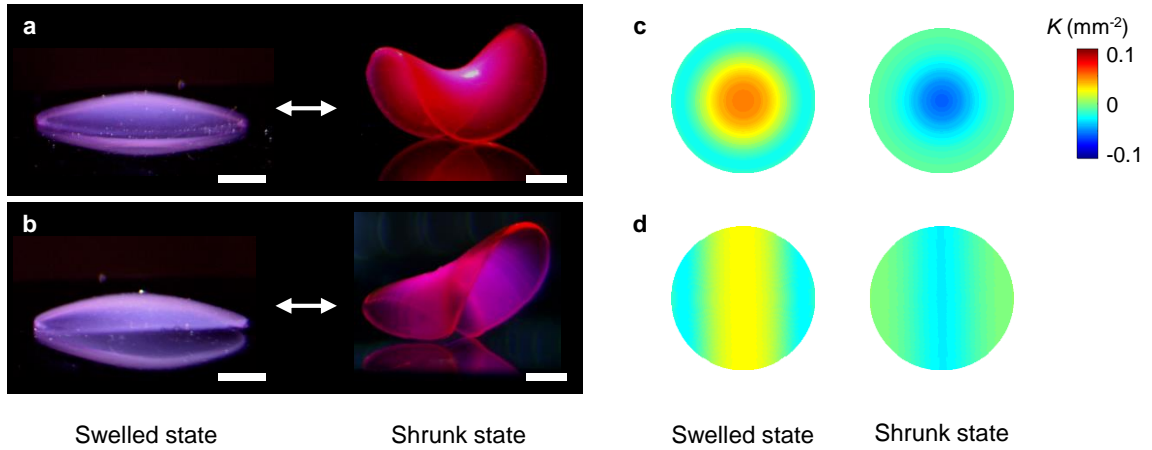 a
c
K (mm-2)
0.1
0
-0.1
b
d
Swelled state
Shrunk state
Swelled state
Shrunk state